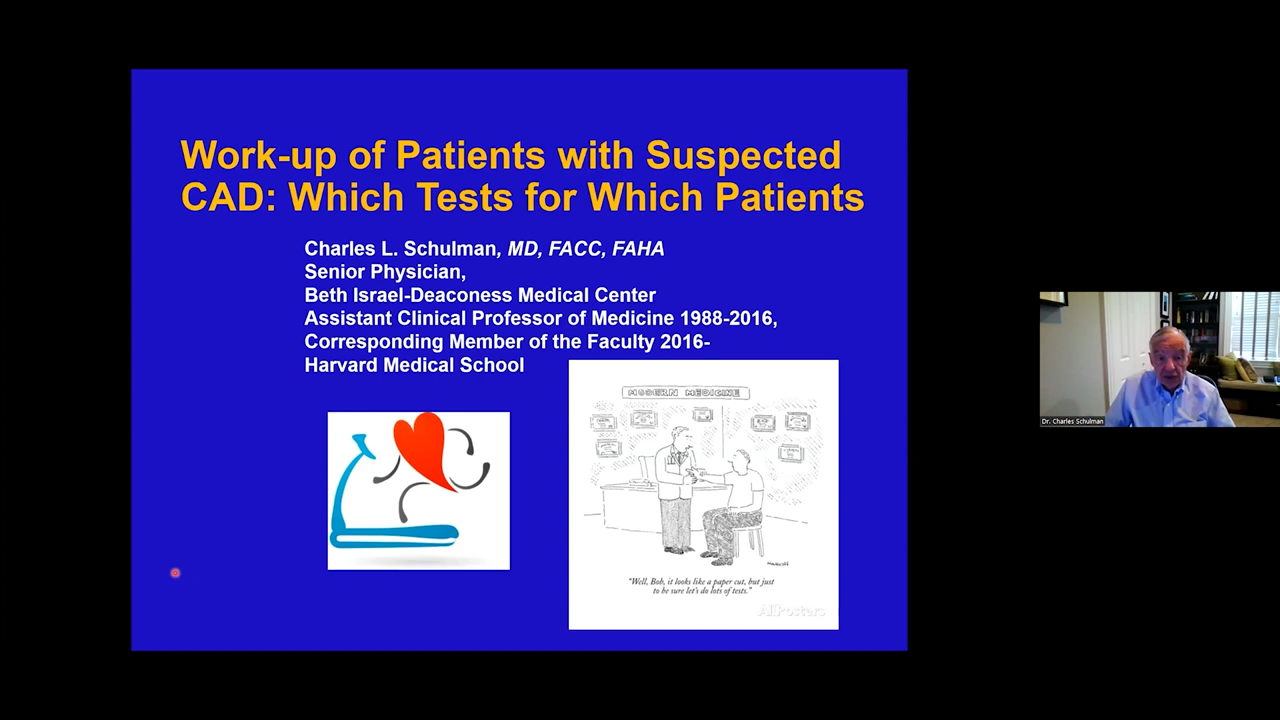 Work-up of Patients with Suspected
CAD: Which Tests for Which Patients
Charles L. Schulman, MD, FACC, FAHA
Senior Physician,
Beth Israel-Deaconess Medical Center
Assistant Clinical Professor of Medicine 1988-2016,
Corresponding Member of the Faculty 2016-
Harvard Medical School
MODERN MEDICINE
"Well, Bob, it looks like a paper cut, but just
to be sure let's do lots of tests."
AllPosters
Dr. Charles Schulman